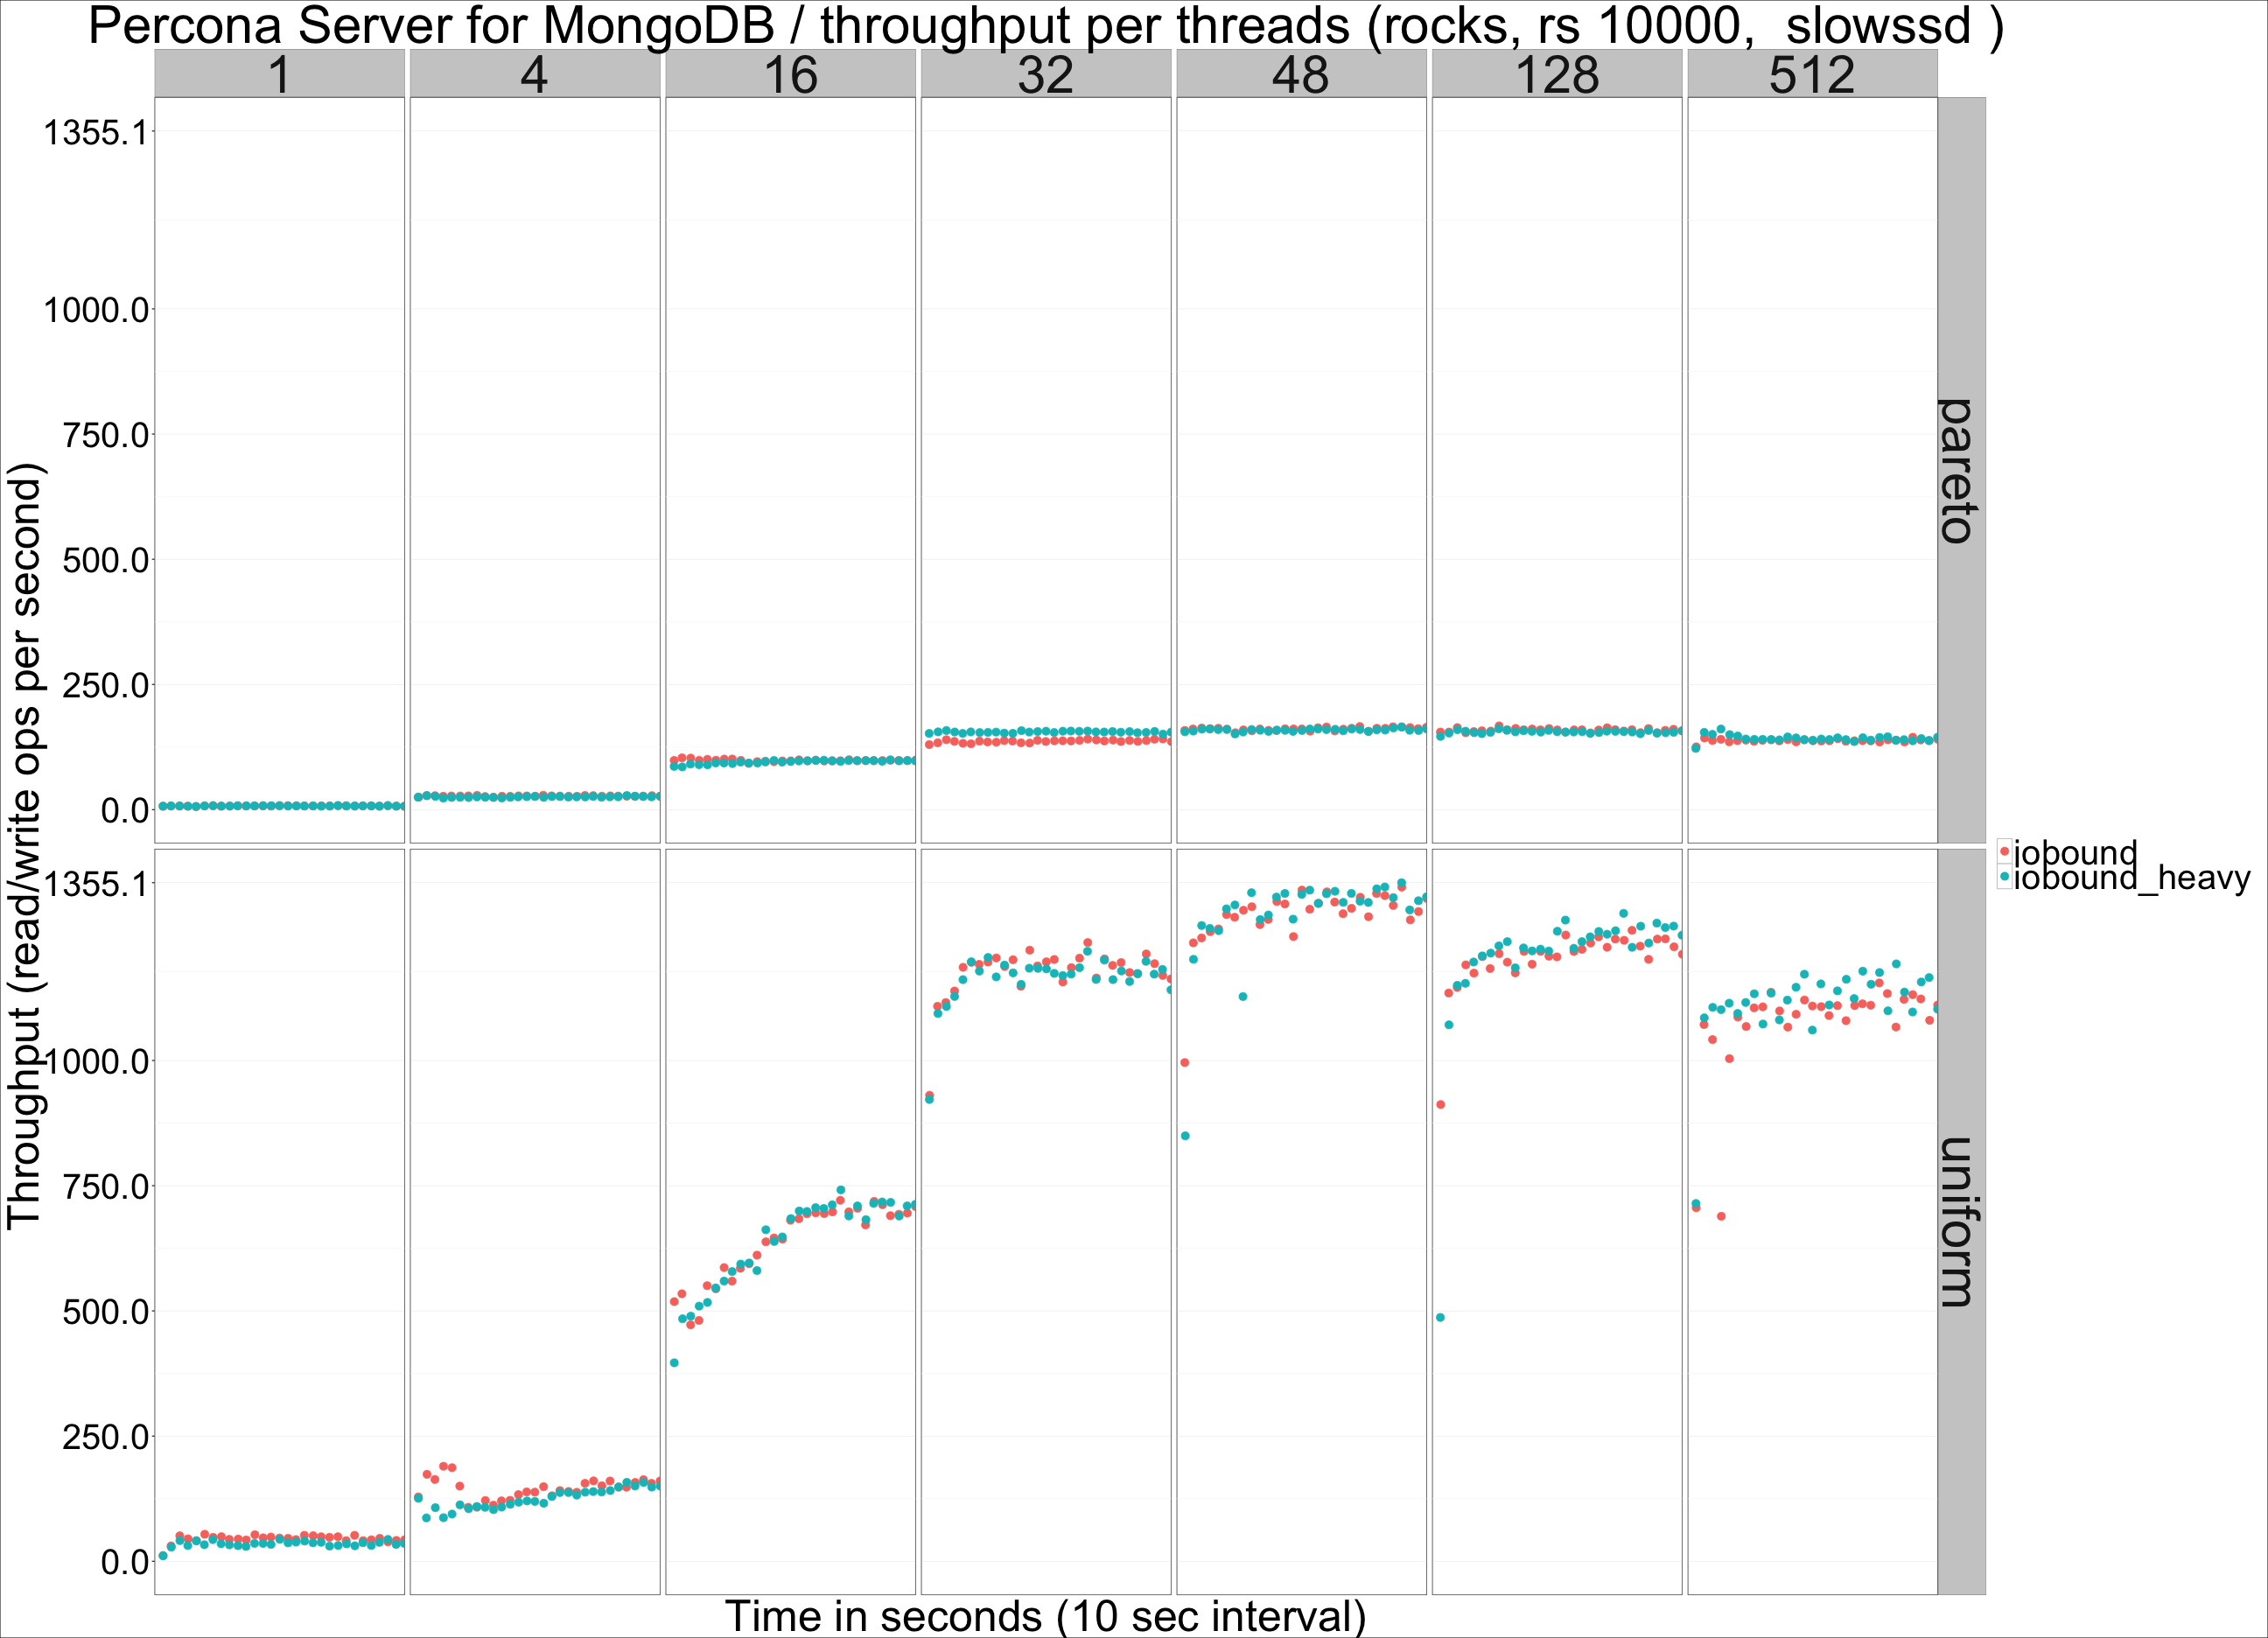 Percona Server for MongoDB / throughput per threads (rocks, rs 10000,  slowssd )
1 4 16 32 48 128 512
Throughput (read/write ops per second)
1355.1
1000.0
750.0
500.0
250.0
0.0
pareto
1355.1
1000.0
750.0
500.0
250.0
0.0
uniform
iobound
iobound_heavy
Time in seconds (10 sec interval)